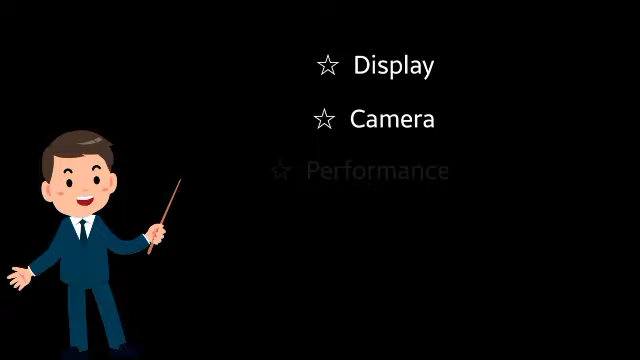 ☆ Display
☆ Camera
☆ Performance